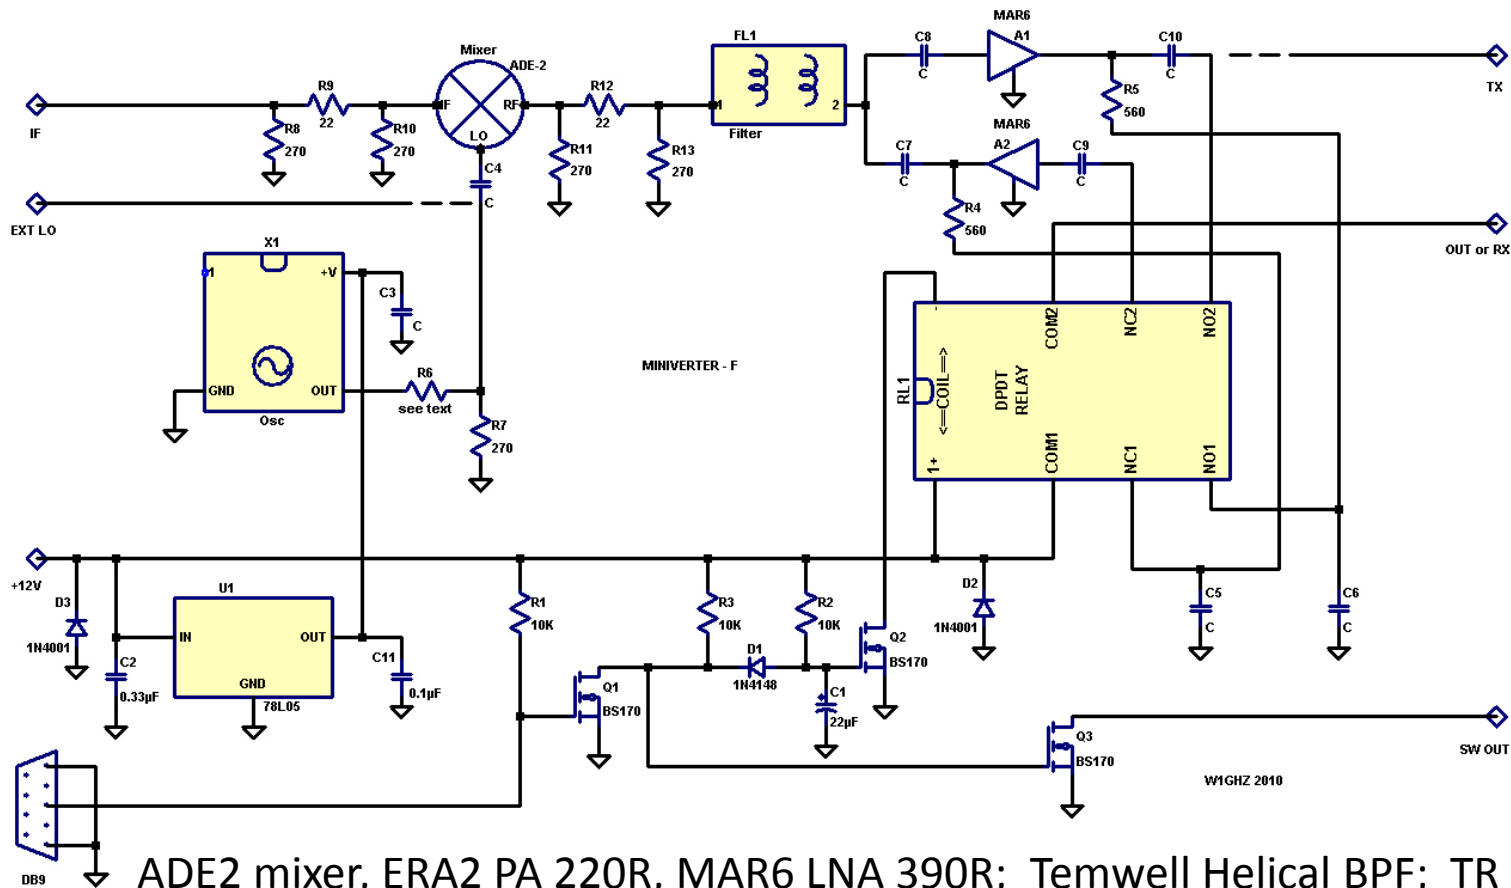 MAR6
A1
C8
C
C10
C
TX
FL1
1
2
Filter
Mixer
ADE-2
IF
RF
LO
R9
22
R12
22
R5
560
IF
R8
270
R10
270
R11
270
R13
270
MAR6
A2
C7
C
C9
C
C4
C
EXT LO
R4
560
OUT or RX
X1
1
+V
GND
OUT
Osc
C3
C
R6
see text
R7
270
MINIVERTER - F
-
COM2
NC2
NO2
RL1
<==COIL==>
DPDT
RELAY
1+
COM1
NC1
NO1
+12V
D3
1N4001
U1
IN
OUT
GND
78L05
C2
0.33µF
C11
0.1µF
R1
10K
R3
10K
R2
10K
D1
1N4148
Q2
BS170
D2
1N4001
C5
C
C6
C
Q1
BS170
C1
22µF
Q3
BS170
SW OUT
W1GHZ 2010
DB9
ADE2 mixer, ERA2 PA 220R, MAR6 LNA 390R; Temwell Helical BPF; TR